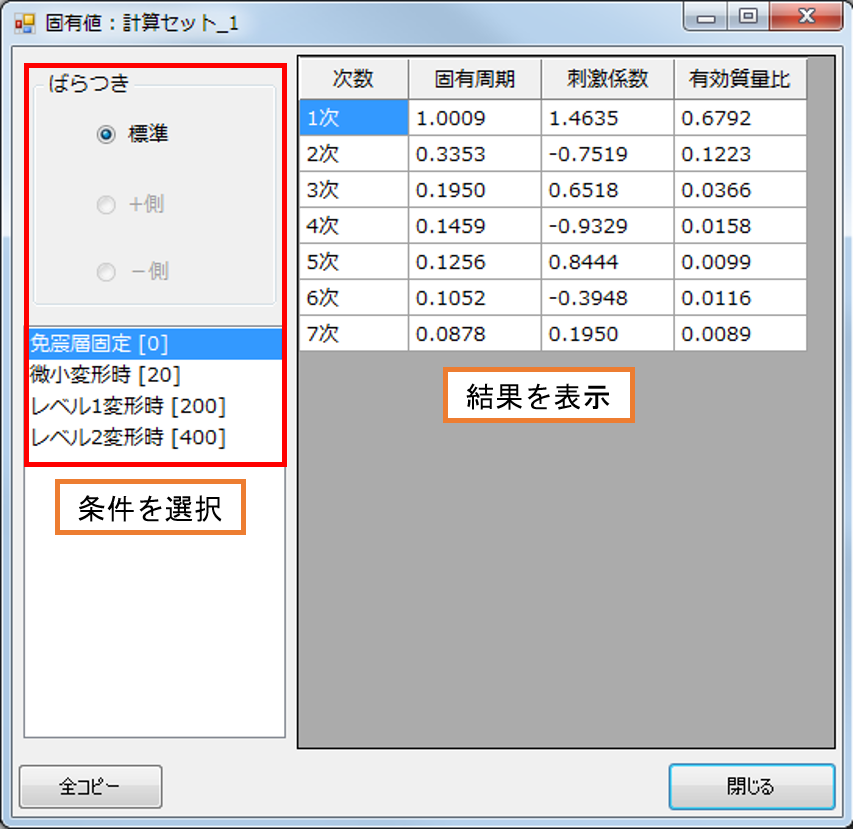 固有値：計算セット_1
ばらつき
標準
+側
－側
免震層固定 [0]
微小変形時 [20]
レベル1変形時 [200]
レベル2変形時 [400]
条件を選択
次数 固有周期 刺激係数 有効質量比
1次 1.0009 1.4635 0.6792
2次 0.3353 -0.7519 0.1223
3次 0.1950 0.6518 0.0366
4次 0.1459 -0.9329 0.0158
5次 0.1256 0.8444 0.0099
6次 0.1052 -0.3948 0.0116
7次 0.0878 0.1950 0.0089
結果を表示
全コピー
閉じる